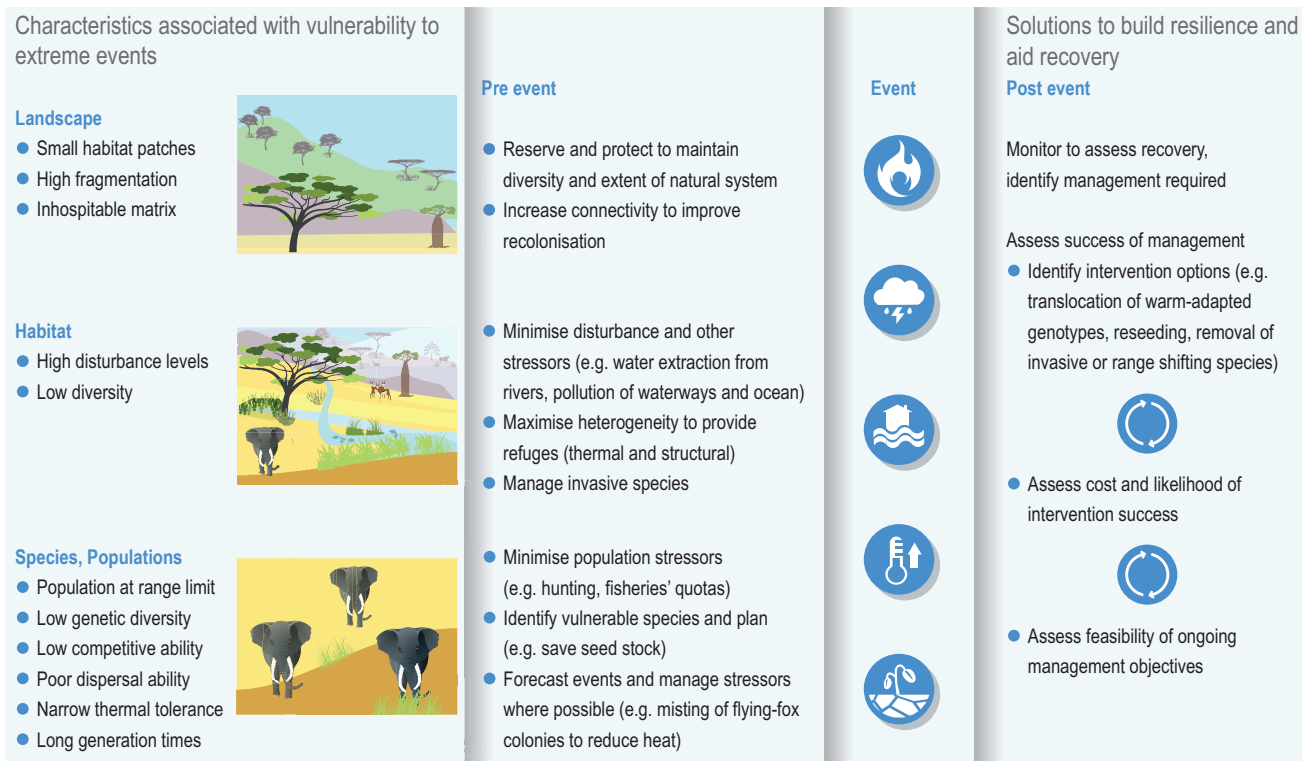 Characteristics associated with vulnerability to
extreme events
Landscape
Small habitat patches
High fragmentation
Inhospitable matrix
Habitat
High disturbance levels
Low diversity
Species, Populations
Population at range limit
Low genetic diversity
Low competitive ability
Poor dispersal ability
Narrow thermal tolerance
Long generation times
Pre event
Reserve and protect to maintain
diversity and extent of natural system
Increase connectivity to improve
recolonisation
Minimise disturbance and other
stressors (e.g. water extraction from
rivers, pollution of waterways and ocean)
Maximise heterogeneity to provide
refuges (thermal and structural)
Manage invasive species
Minimise population stressors
(e.g. hunting, fisheries’ quotas)
Identify vulnerable species and plan
(e.g. save seed stock)
Forecast events and manage stressors
where possible (e.g. misting of flying-fox
colonies to reduce heat)
Event
Solutions to build resilience and
aid recovery
Post event
Monitor to assess recovery,
identify management required
Assess success of management
Identify intervention options (e.g.
translocation of warm-adapted
genotypes, reseeding, removal of
invasive or range shifting species)
Assess cost and likelihood of
intervention success
Assess feasibility of ongoing
management objectives